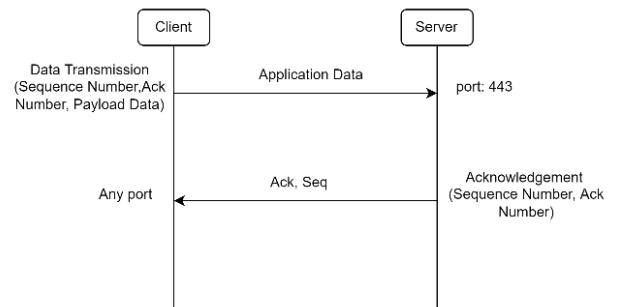 Client
Server
Data Transmission
(Sequence Number,Ack
Number, Payload Data)
Application Data
port: 443
Any port
Ack, Seq
Acknowledgement
(Sequence Number, Ack
Number)